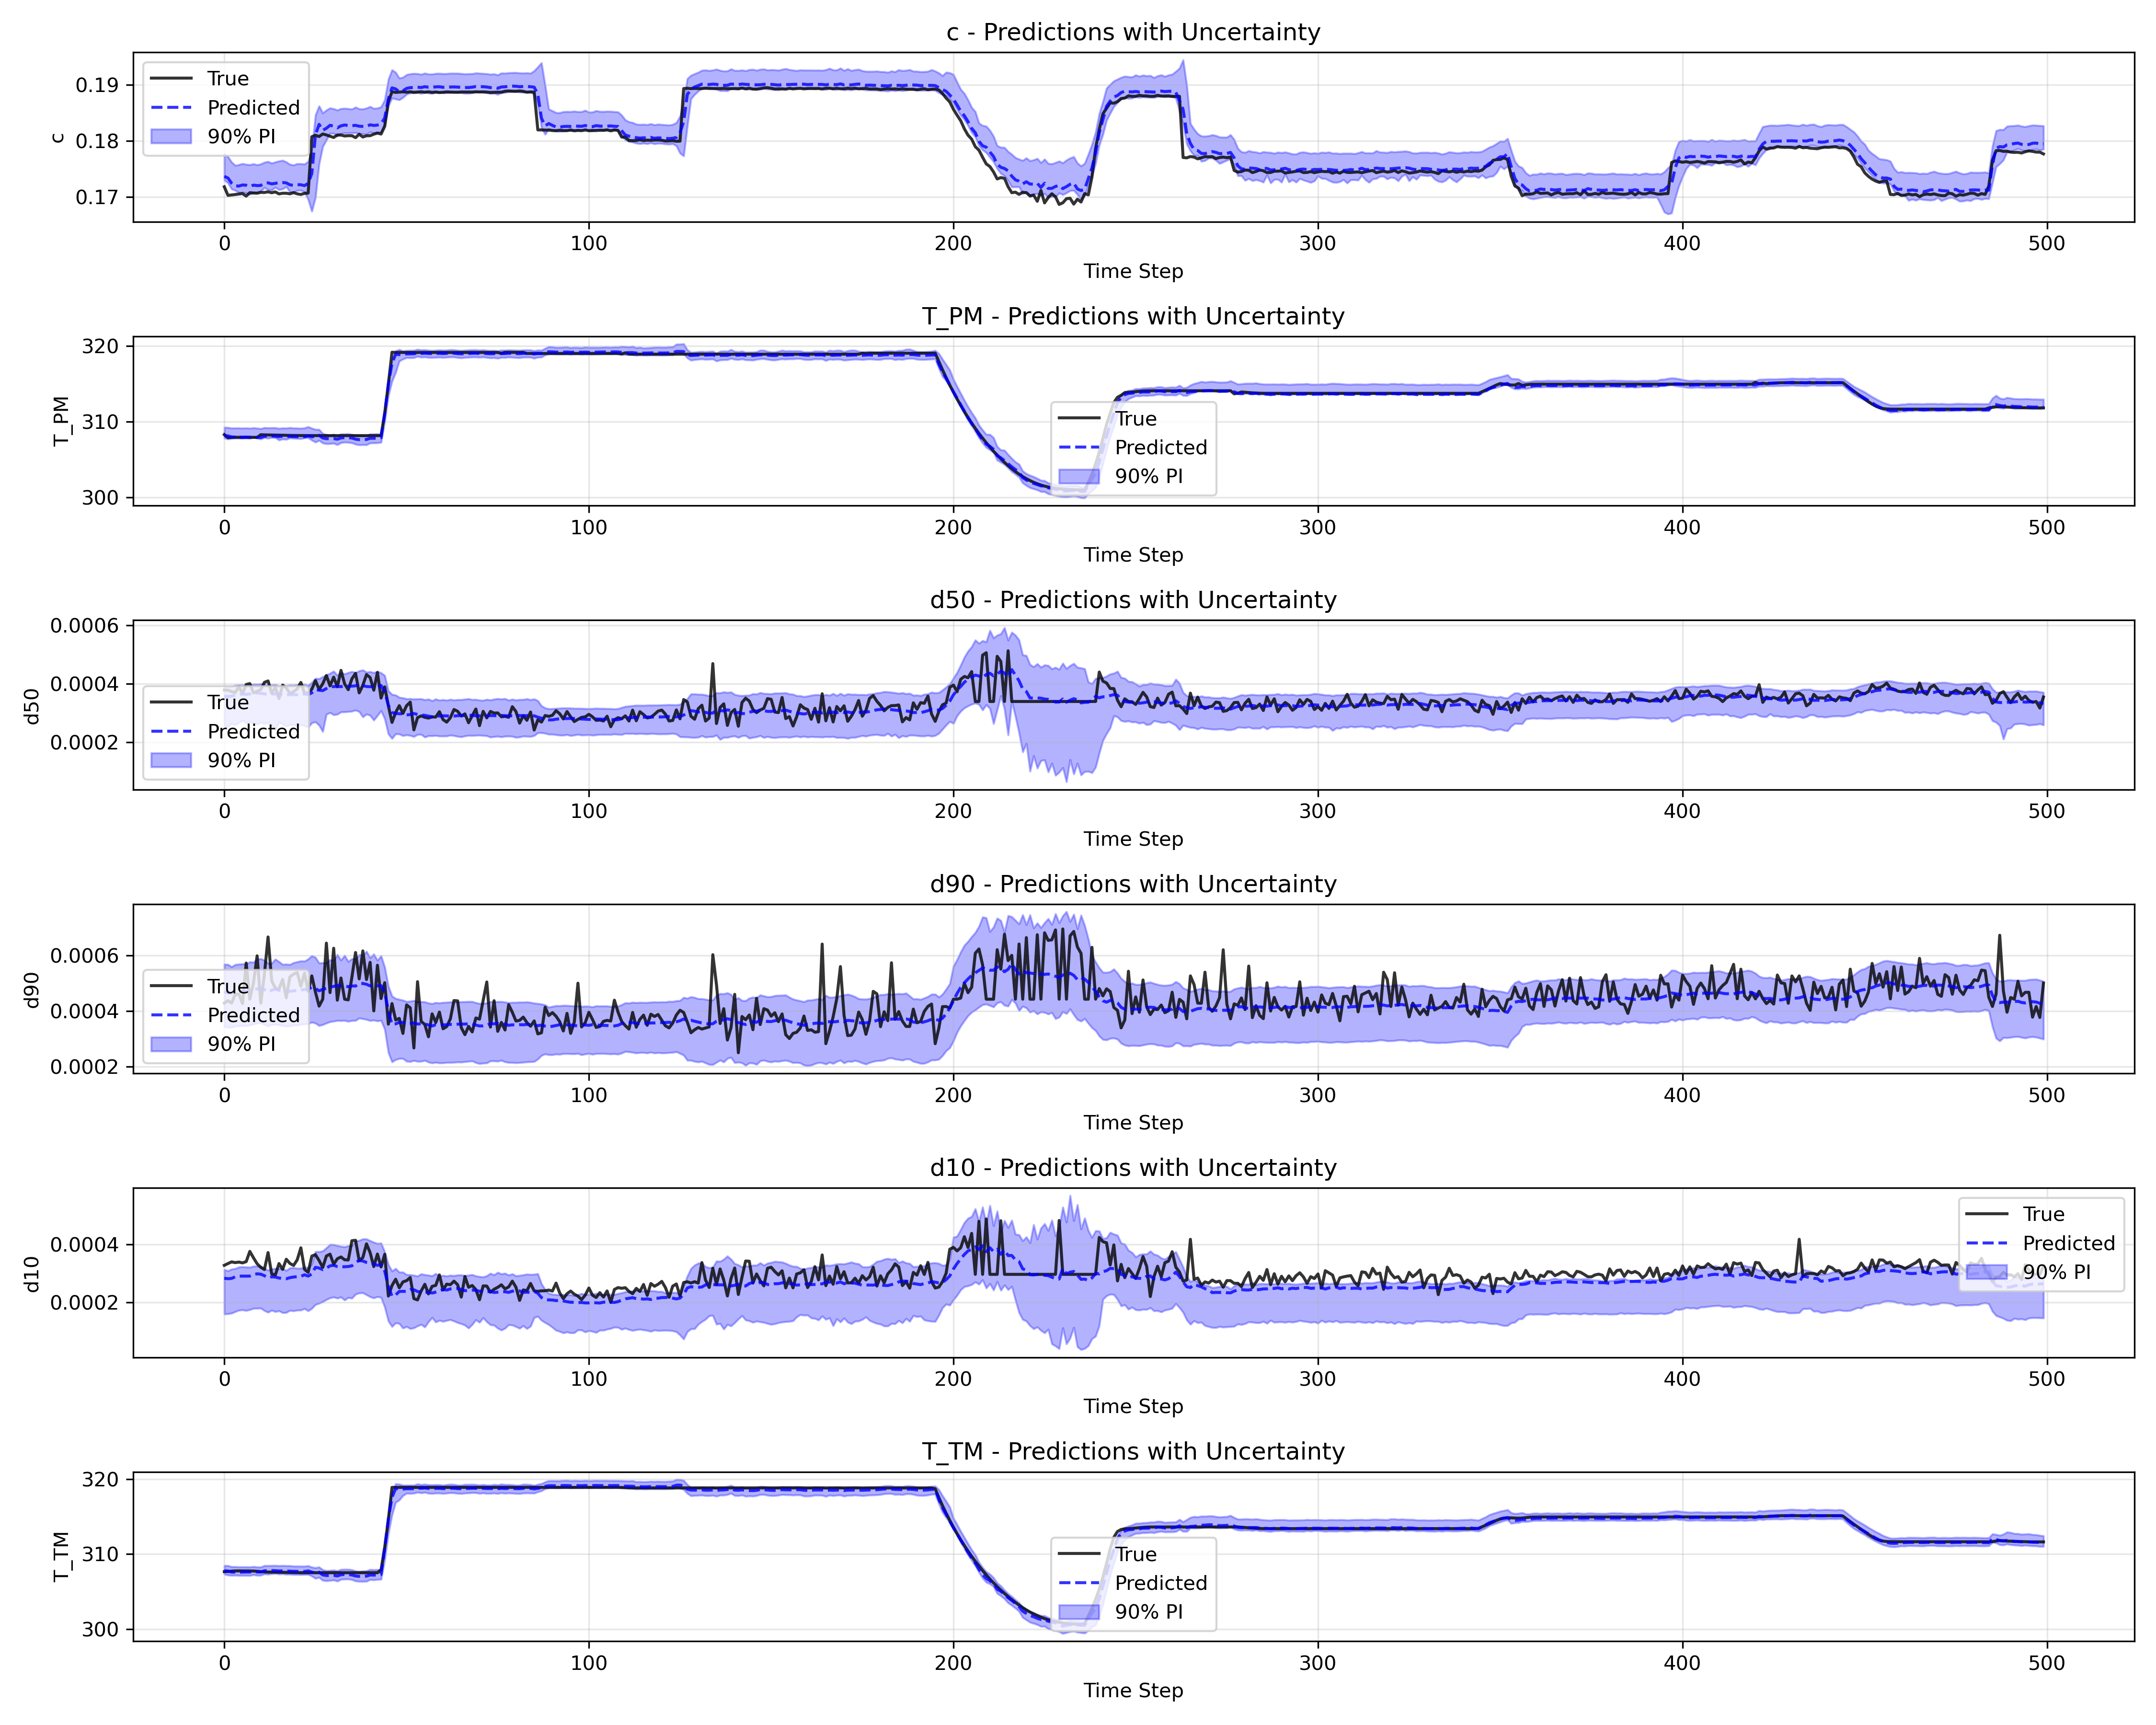 c - Predictions with Uncertainty
True
Predicted
90% PI
c
0.19
0.18
0.17
0 100 200 300 400 500
Time Step
T_PM - Predictions with Uncertainty
True
Predicted
90% PI
T_PM
320
310
300
0 100 200 300 400 500
Time Step
d50 - Predictions with Uncertainty
True
Predicted
90% PI
d50
0.0006
0.0004
0.0002
0 100 200 300 400 500
Time Step
d90 - Predictions with Uncertainty
True
Predicted
90% PI
d90
0.0006
0.0004
0.0002
0 100 200 300 400 500
Time Step
d10 - Predictions with Uncertainty
True
Predicted
90% PI
d10
0.0004
0.0002
0 100 200 300 400 500
Time Step
T_TM - Predictions with Uncertainty
True
Predicted
90% PI
T_TM
320
310
300
0 100 200 300 400 500
Time Step